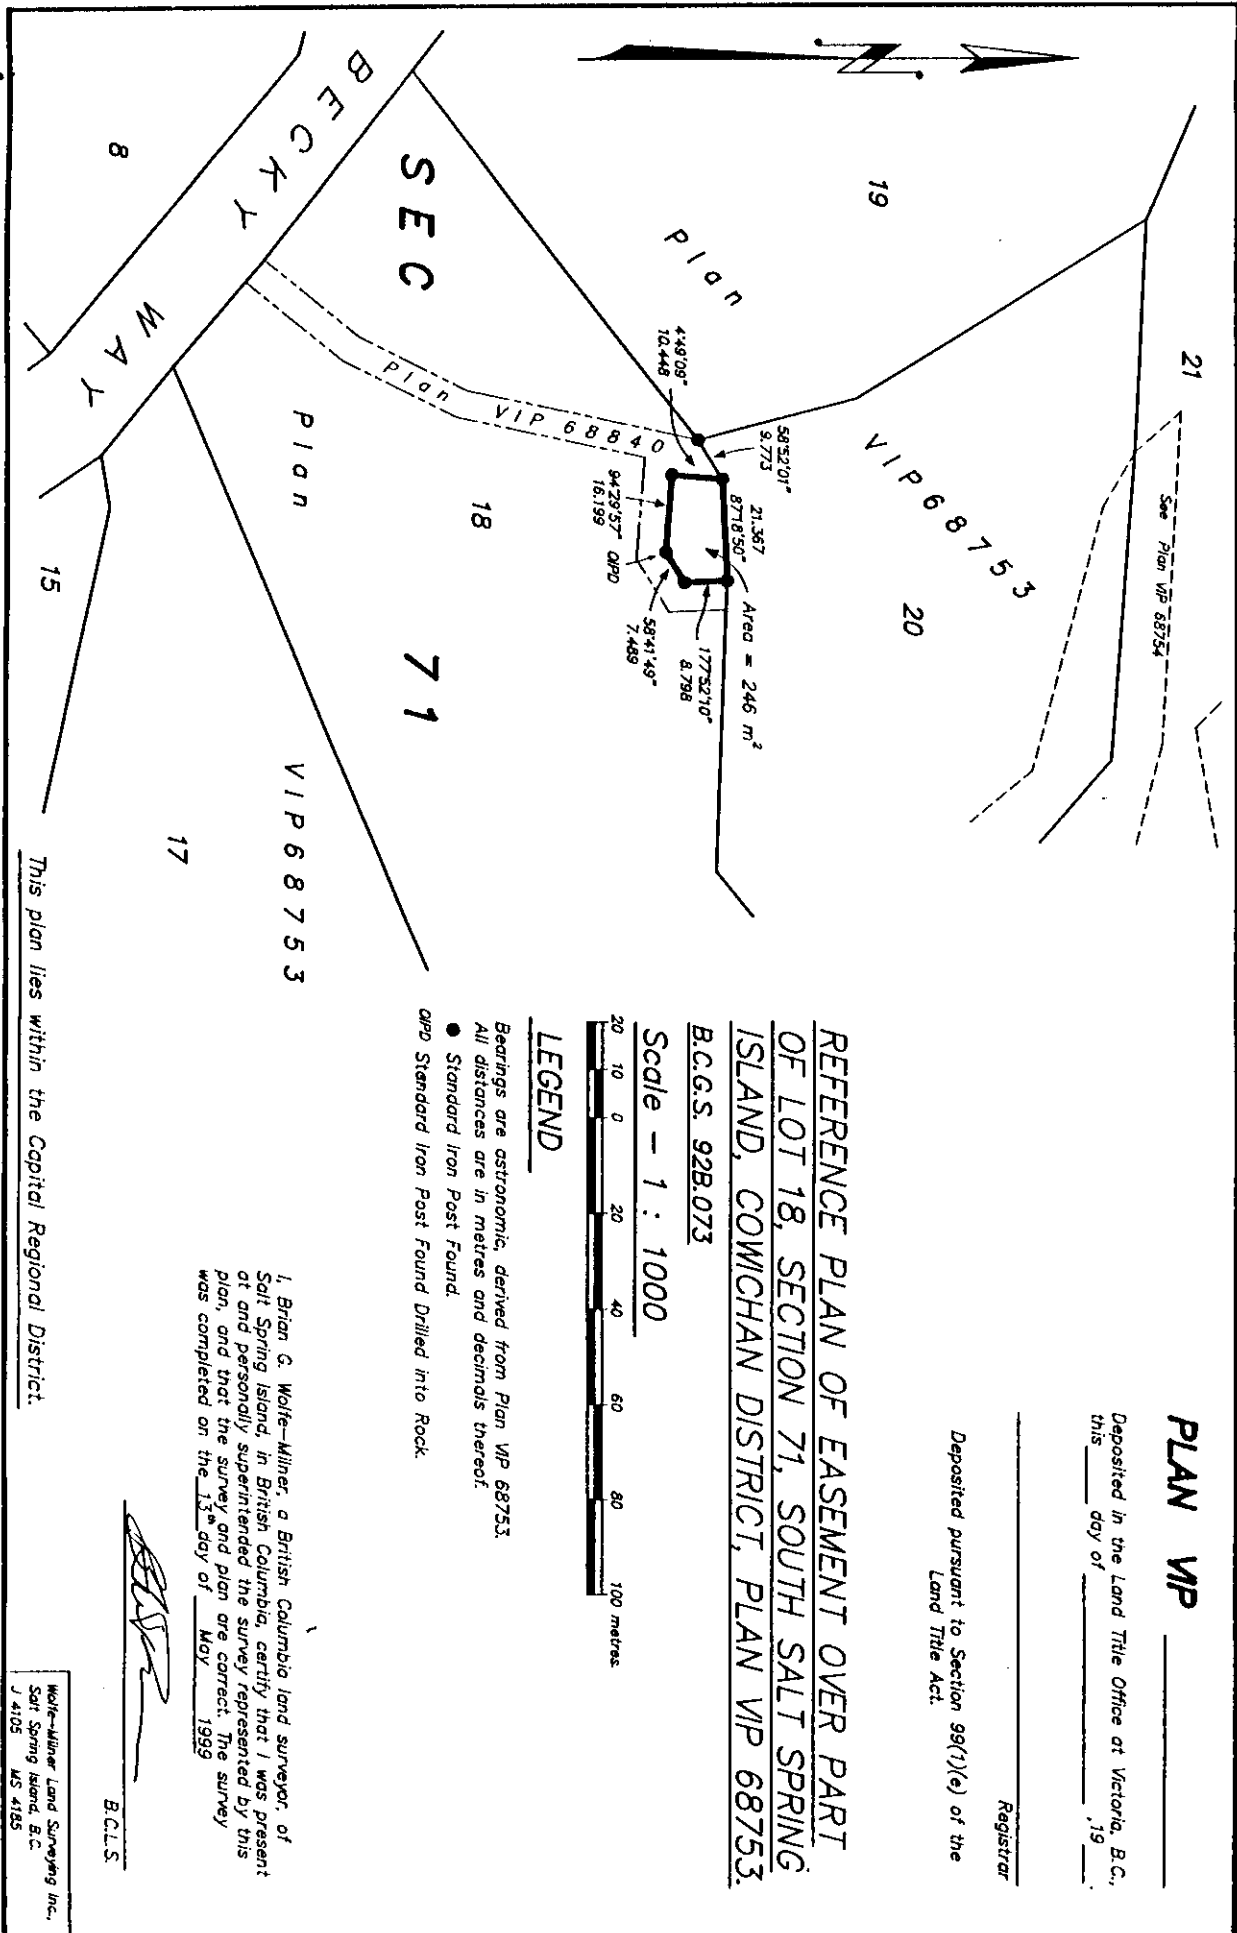 PLAN VIP
Deposited in the Land Title Office at Victoria, B.C.,
this ____ day of ____________ ,19 ____.
Registrar
Deposited pursuant to Section 99(1)(e) of the
Land Title Act.
REFERENCE PLAN OF EASEMENT OVER PART
OF LOT 18, SECTION 71, SOUTH SALT SPRING
ISLAND, COWICHAN DISTRICT, PLAN VIP 68753.
B.C.G.S. 92B.073
Scale – 1 : 1000
20 10 0 20 40 60 80 100 metres.
LEGEND
Bearings are astronomic, derived from Plan VIP 68753.
All distances are in metres and decimals thereof.
● Standard Iron Post Found.
OIPD Standard Iron Post Found Drilled into Rock.
I, Brian G. Wolfe-Milner, a British Columbia land surveyor, of
Salt Spring Island, in British Columbia, certify that I was present
at and personally superintended the survey represented by this
plan, and that the survey and plan are correct. The survey
was completed on the 13th day of May 1999
B.C.L.S.
Wolfe-Milner Land Surveying Inc.,
Salt Spring Island, B.C.
J 4105 MS 4185
21
See Plan VIP 68754
19
Plan
VIP68753
20
58°52'01"
9.773
21.367
87°18'50"
Area = 246 m²
4°49'09"
10.448
177°52'10"
8.798
94°29'57"
16.199
OIPD
58°41'49"
7.489
Plan VIP 68840
18
SEC 71
BECKY WAY
8
Plan VIP68753
17
15
This plan lies within the Capital Regional District.